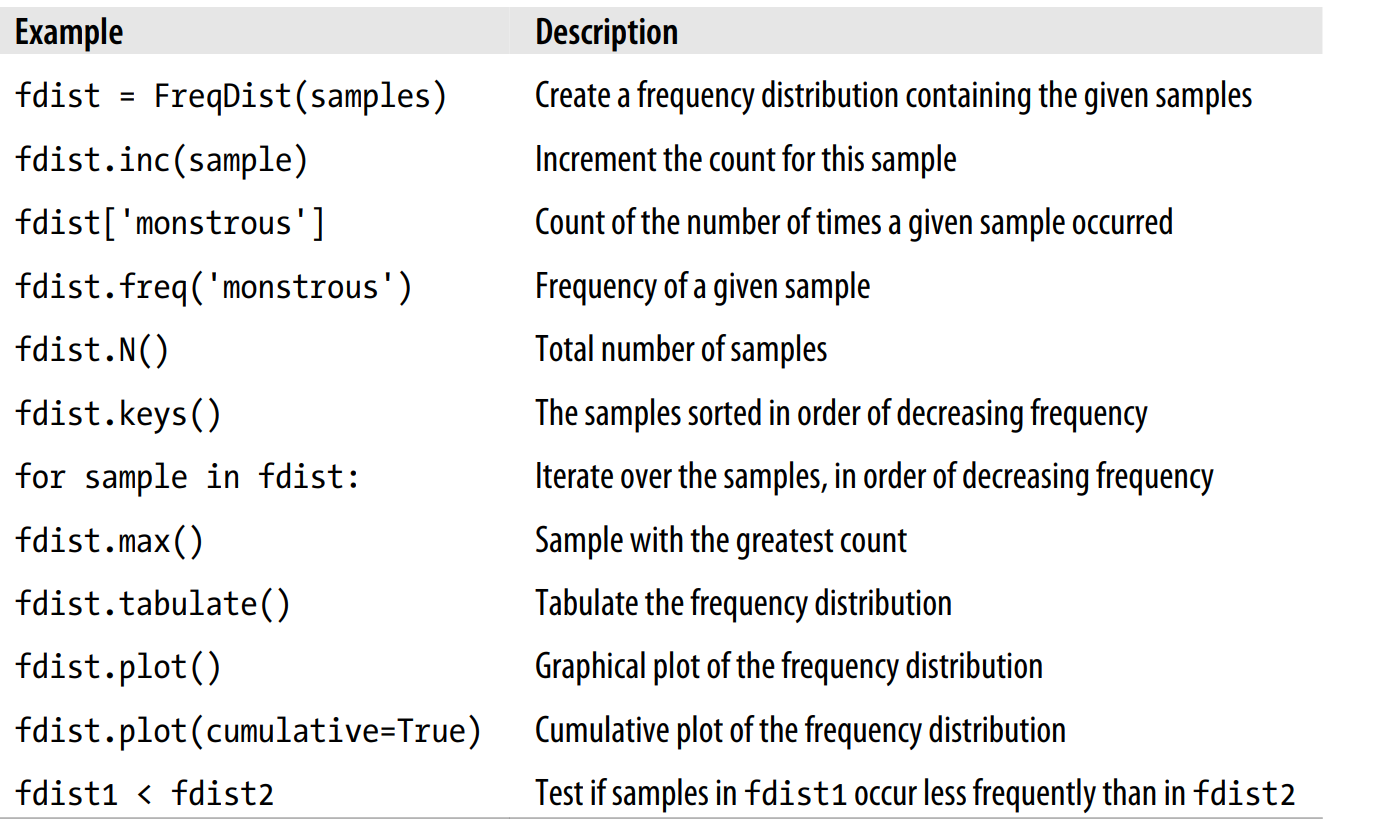 Example Description
fdist = FreqDist(samples) Create a frequency distribution containing the given samples
fdist.inc(sample) Increment the count for this sample
fdist['monstrous'] Count of the number of times a given sample occurred
fdist.freq('monstrous') Frequency of a given sample
fdist.N() Total number of samples
fdist.keys() The samples sorted in order of decreasing frequency
for sample in fdist: Iterate over the samples, in order of decreasing frequency
fdist.max() Sample with the greatest count
fdist.tabulate() Tabulate the frequency distribution
fdist.plot() Graphical plot of the frequency distribution
fdist.plot(cumulative=True) Cumulative plot of the frequency distribution
fdist1 < fdist2 Test if samples in fdist1 occur less frequently than in fdist2